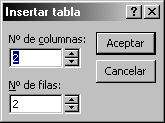 Insertar tabla
Nº de columnas:
2
Aceptar
Cancelar
Nº de filas:
2